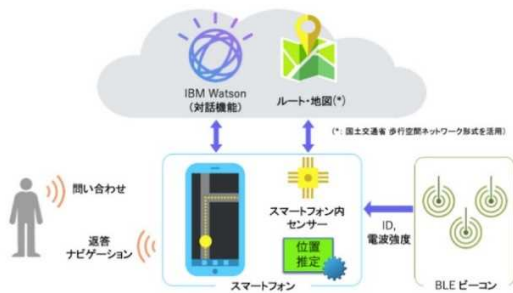 IBM Watson
(対話機能)
ルート・地図(*)
(*: 国土交通省 歩行空間ネットワーク形式を活用)
問い合わせ
返答
ナビゲーション
スマートフォン内
センサー
位置
推定
スマートフォン
ID,
電波強度
BLE ビーコン